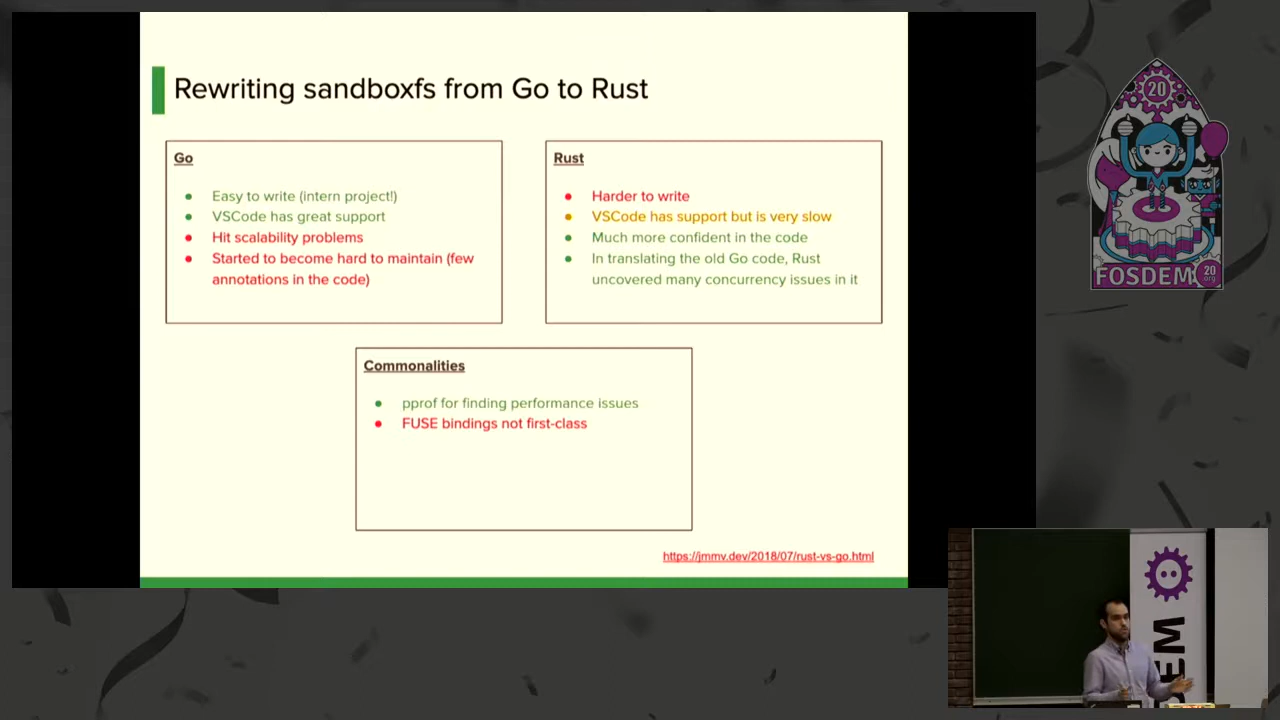 Rewriting sandboxfs from Go to Rust
Go
Easy to write (intern project!)
VSCode has great support
Hit scalability problems
Started to become hard to maintain (few
annotations in the code)
Rust
Harder to write
VSCode has support but is very slow
Much more confident in the code
In translating the old Go code, Rust
uncovered many concurrency issues in it
Commonalities
pprof for finding performance issues
FUSE bindings not first-class
https://jmmv.dev/2018/07/rust-vs-go.html
20
FOSDEM
20
.org